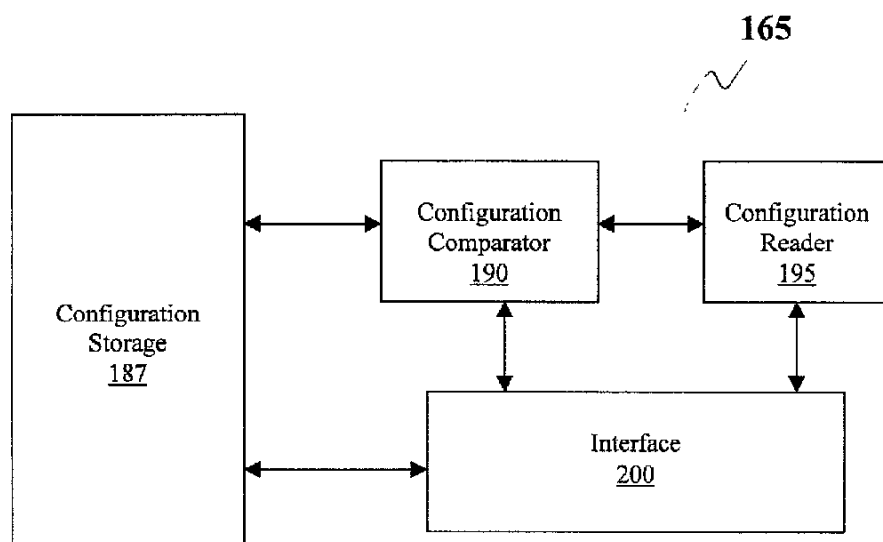 165
Configuration
Comparator
190
Configuration
Reader
195
Configuration
Storage
187
Interface
200